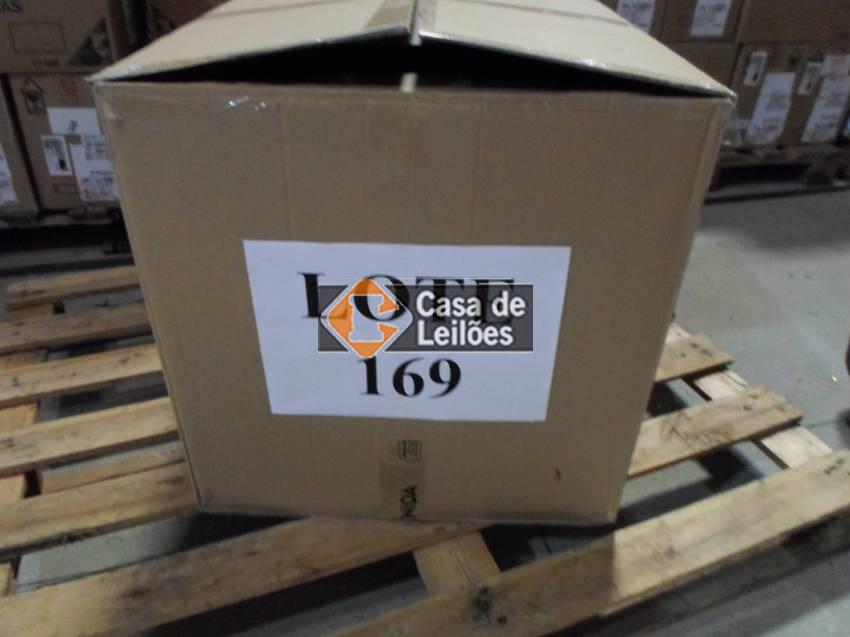 LOTE
Casa de
Leilões
169